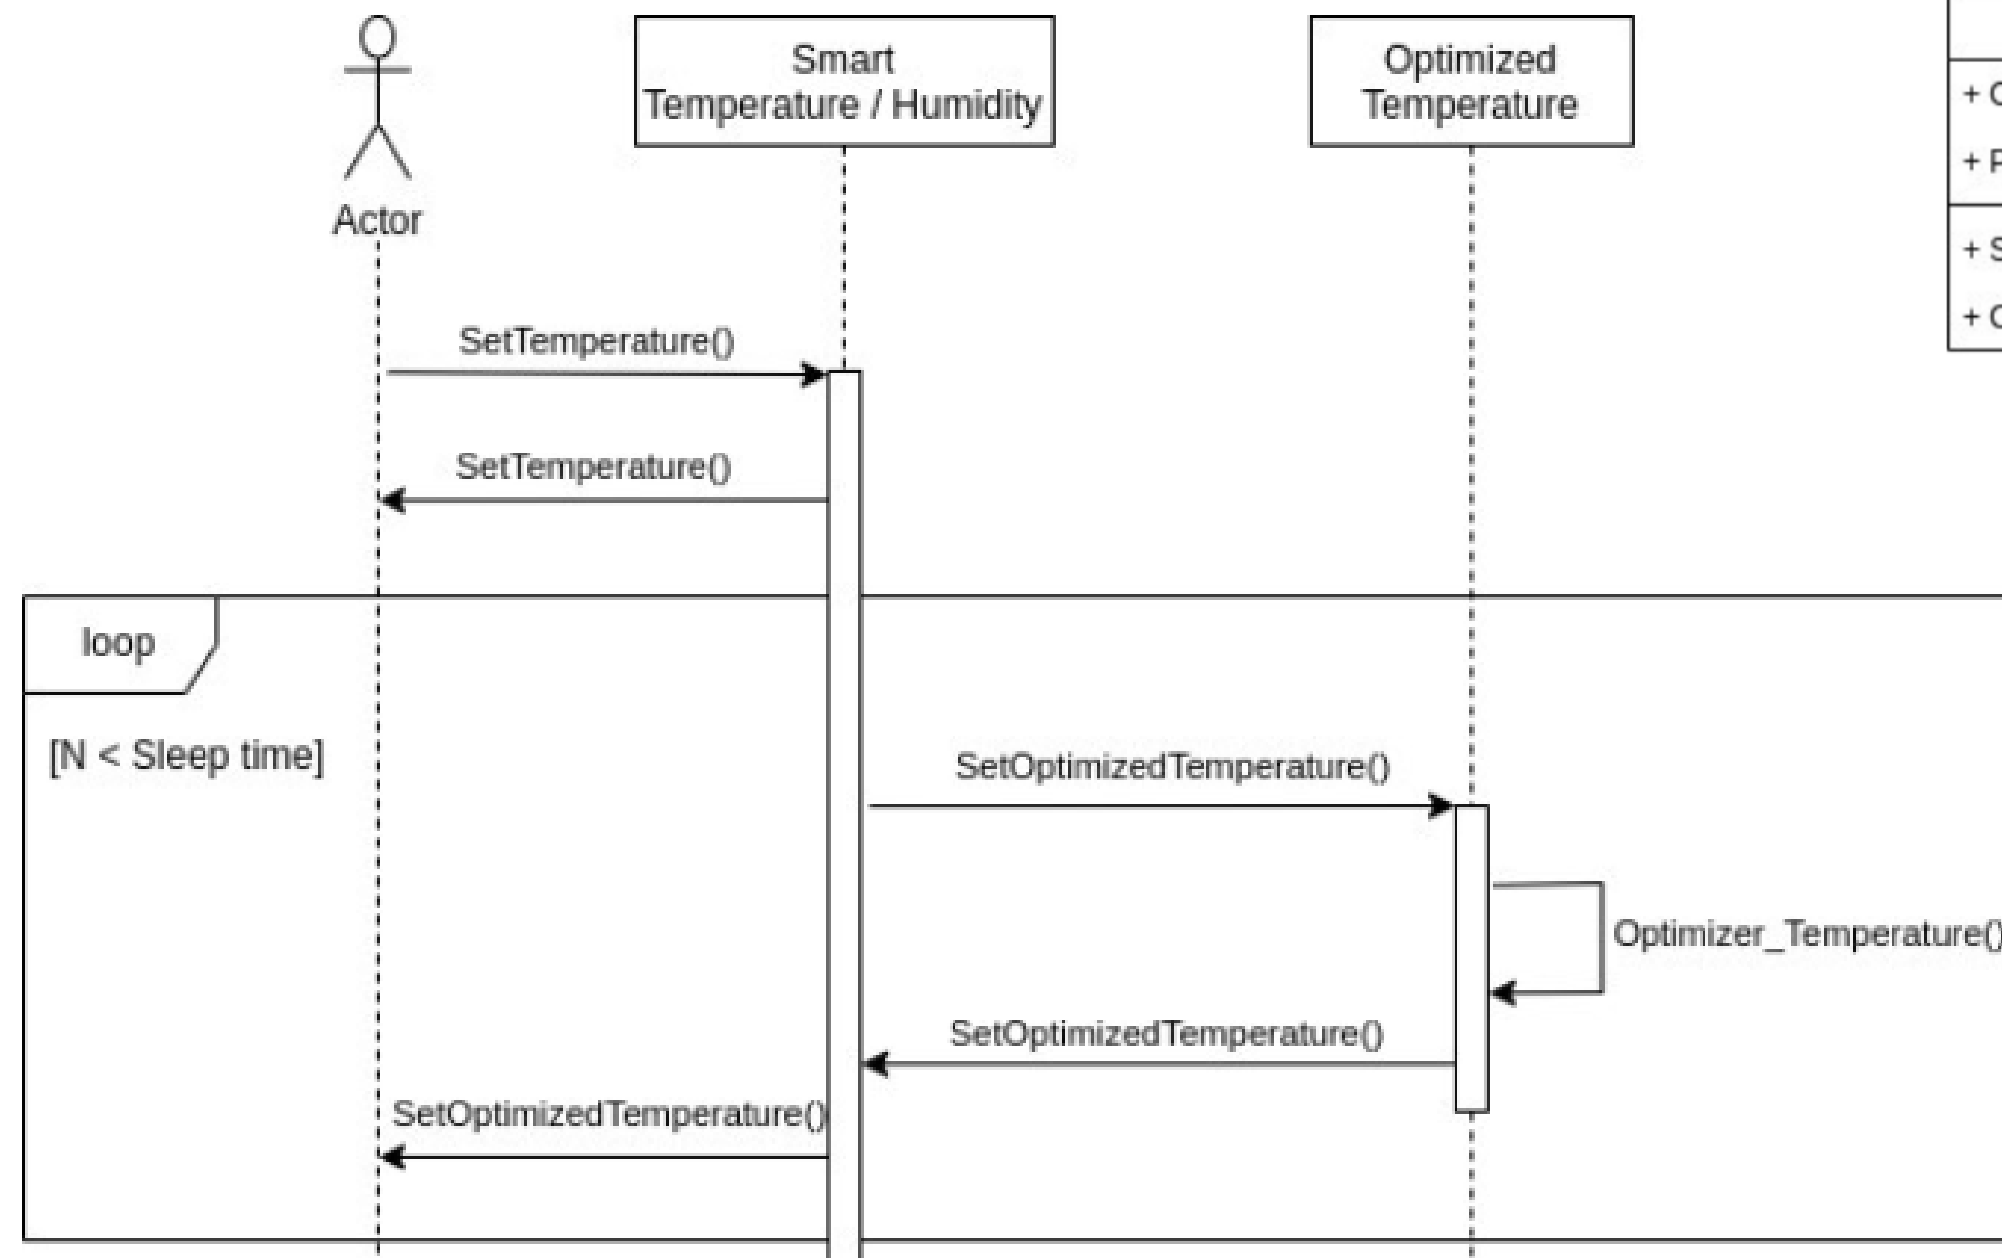 Smart
Temperature / Humidity
Optimized
Temperature
Actor
SetTemperature()
SetTemperature()
loop
[N < Sleep time]
SetOptimizedTemperature()
Optimizer_Temperature()
SetOptimizedTemperature()
SetOptimizedTemperature()